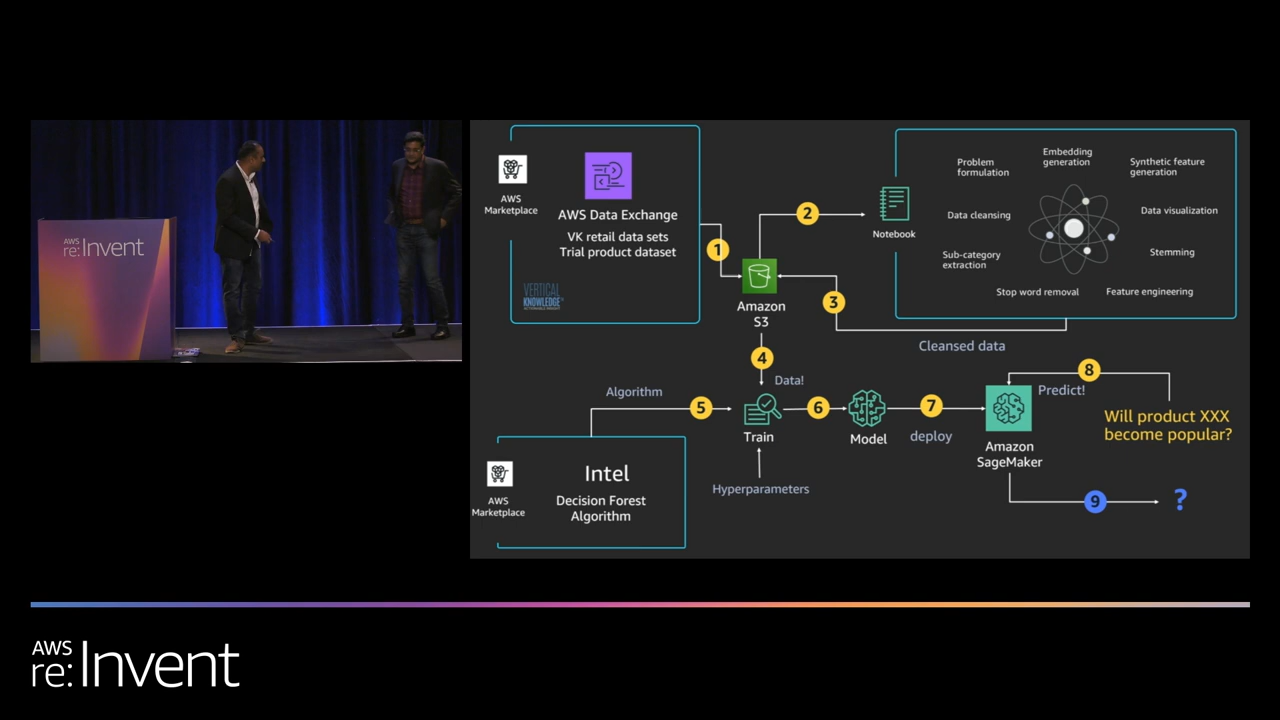 AWS
re:Invent
AWS
Marketplace
AWS Data Exchange
VK retail data sets
Trial product dataset
VERTICAL
KNOWLEDGE
1
2
Notebook
Problem
formulation
Embedding
generation
Synthetic feature
generation
Data cleansing
Data visualization
Sub-category
extraction
Stemming
Stop word removal
Feature engineering
Amazon
S3
3
Cleansed data
4
Data!
Algorithm
5
Train
6
Model
7
deploy
8
Predict!
Will product XXX
become popular?
Amazon
SageMaker
Hyperparameters
9
?
AWS
Marketplace
Intel
Decision Forest
Algorithm
AWS
re:Invent